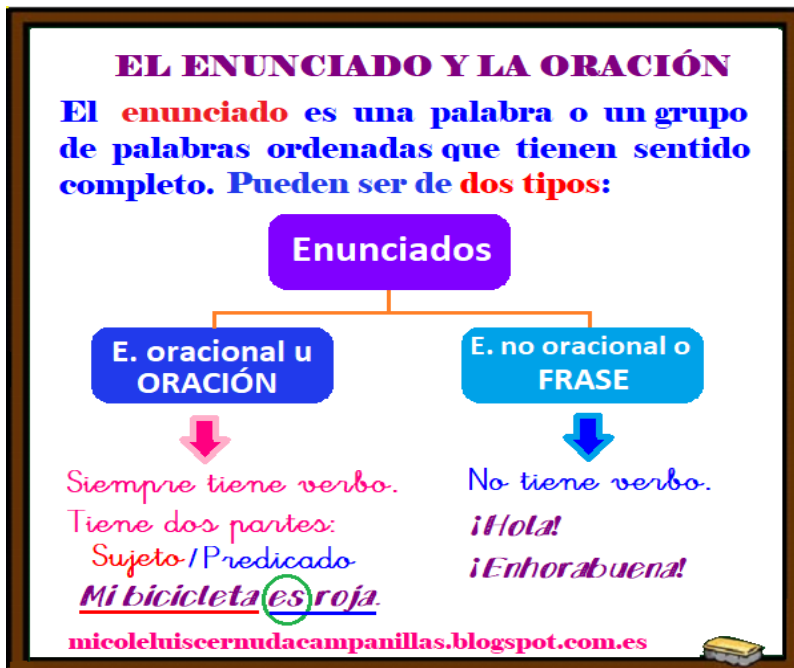 EL ENUNCIADO Y LA ORACIÓN
El enunciado es una palabra o un grupo
de palabras ordenadas que tienen sentido
completo. Pueden ser de dos tipos:
Enunciados
E. oracional u
ORACIÓN
Siempre tiene verbo.
Tiene dos partes:
Sujeto/Predicado
Mi bicicleta es roja.
E. no oracional o
FRASE
No tiene verbo.
¡Hola!
¡Enhorabuena!
micoleluiscernudacampanillas.blogspot.com.es